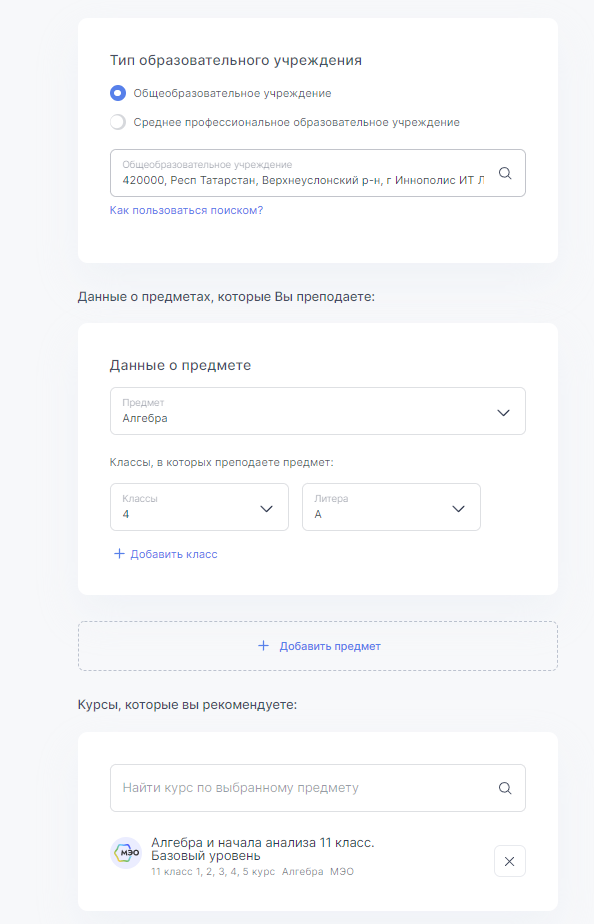 Тип образовательного учреждения
Общеобразовательное учреждение
Среднее профессиональное образовательное учреждение
Общеобразовательное учреждение
420000, Респ Татарстан, Верхнеуслонский р-н, г Иннополис ИТ Л
Как пользоваться поиском?
Данные о предметах, которые Вы преподаете:
Данные о предмете
Предмет
Алгебра
Классы, в которых преподаете предмет:
Классы
4
Литера
А
+ Добавить класс
+ Добавить предмет
Курсы, которые вы рекомендуете:
Найти курс по выбранному предмету
МЭО
Алгебра и начала анализа 11 класс.
Базовый уровень
11 класс 1, 2, 3, 4, 5 курс Алгебра МЭО